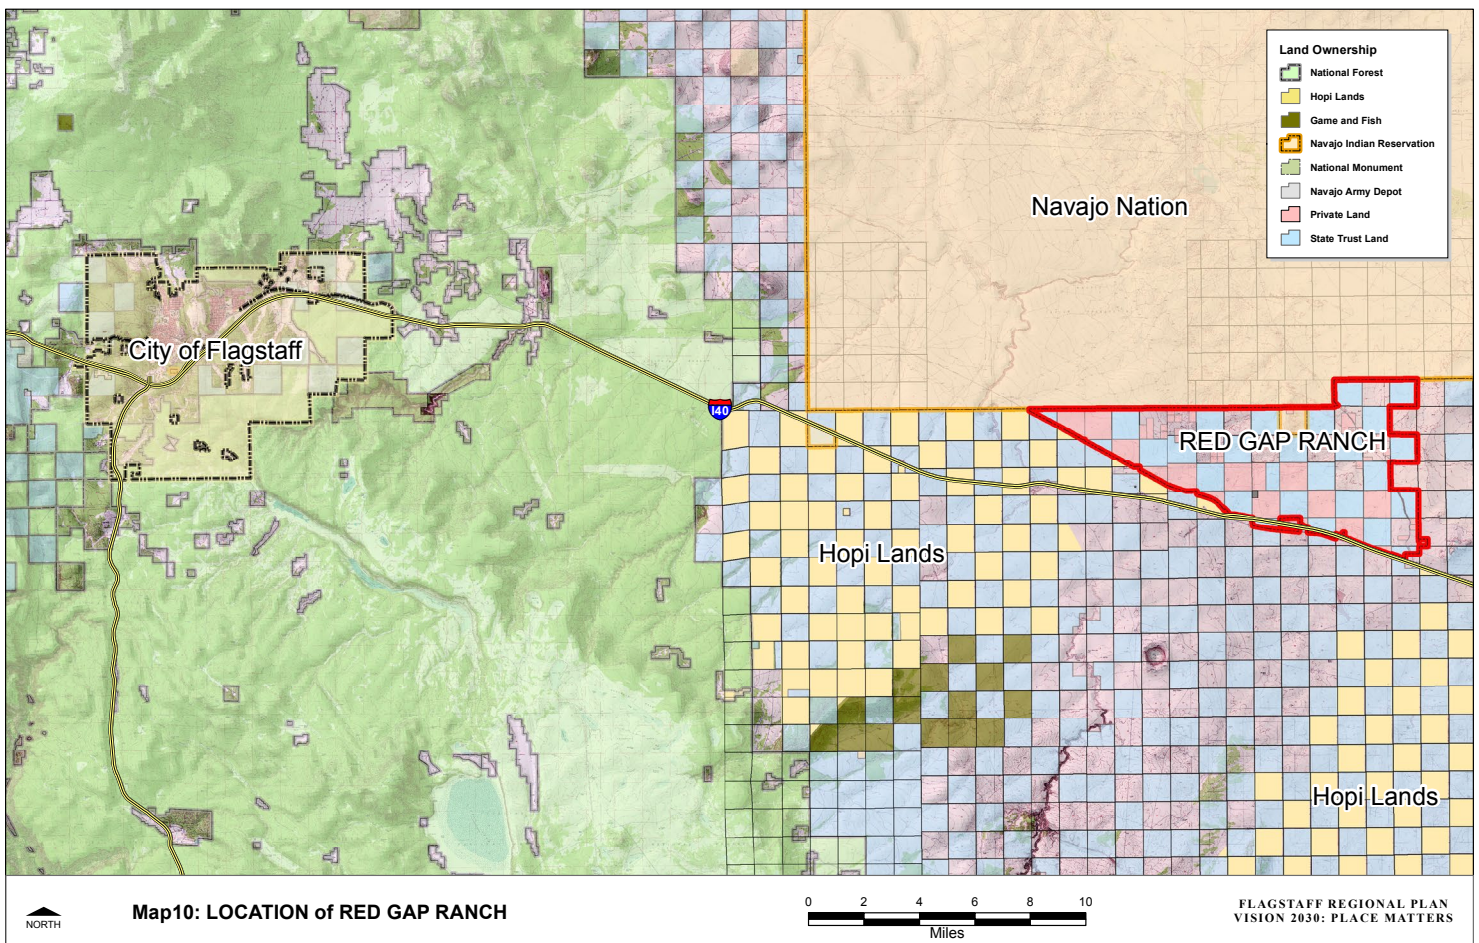 Land Ownership
National Forest
Hopi Lands
Game and Fish
Navajo Indian Reservation
National Monument
Navajo Army Depot
Private Land
State Trust Land
Navajo Nation
City of Flagstaff
I40
RED GAP RANCH
Hopi Lands
Hopi Lands
NORTH
Map10: LOCATION of RED GAP RANCH
0 2 4 6 8 10
Miles
FLAGSTAFF REGIONAL PLAN
VISION 2030: PLACE MATTERS